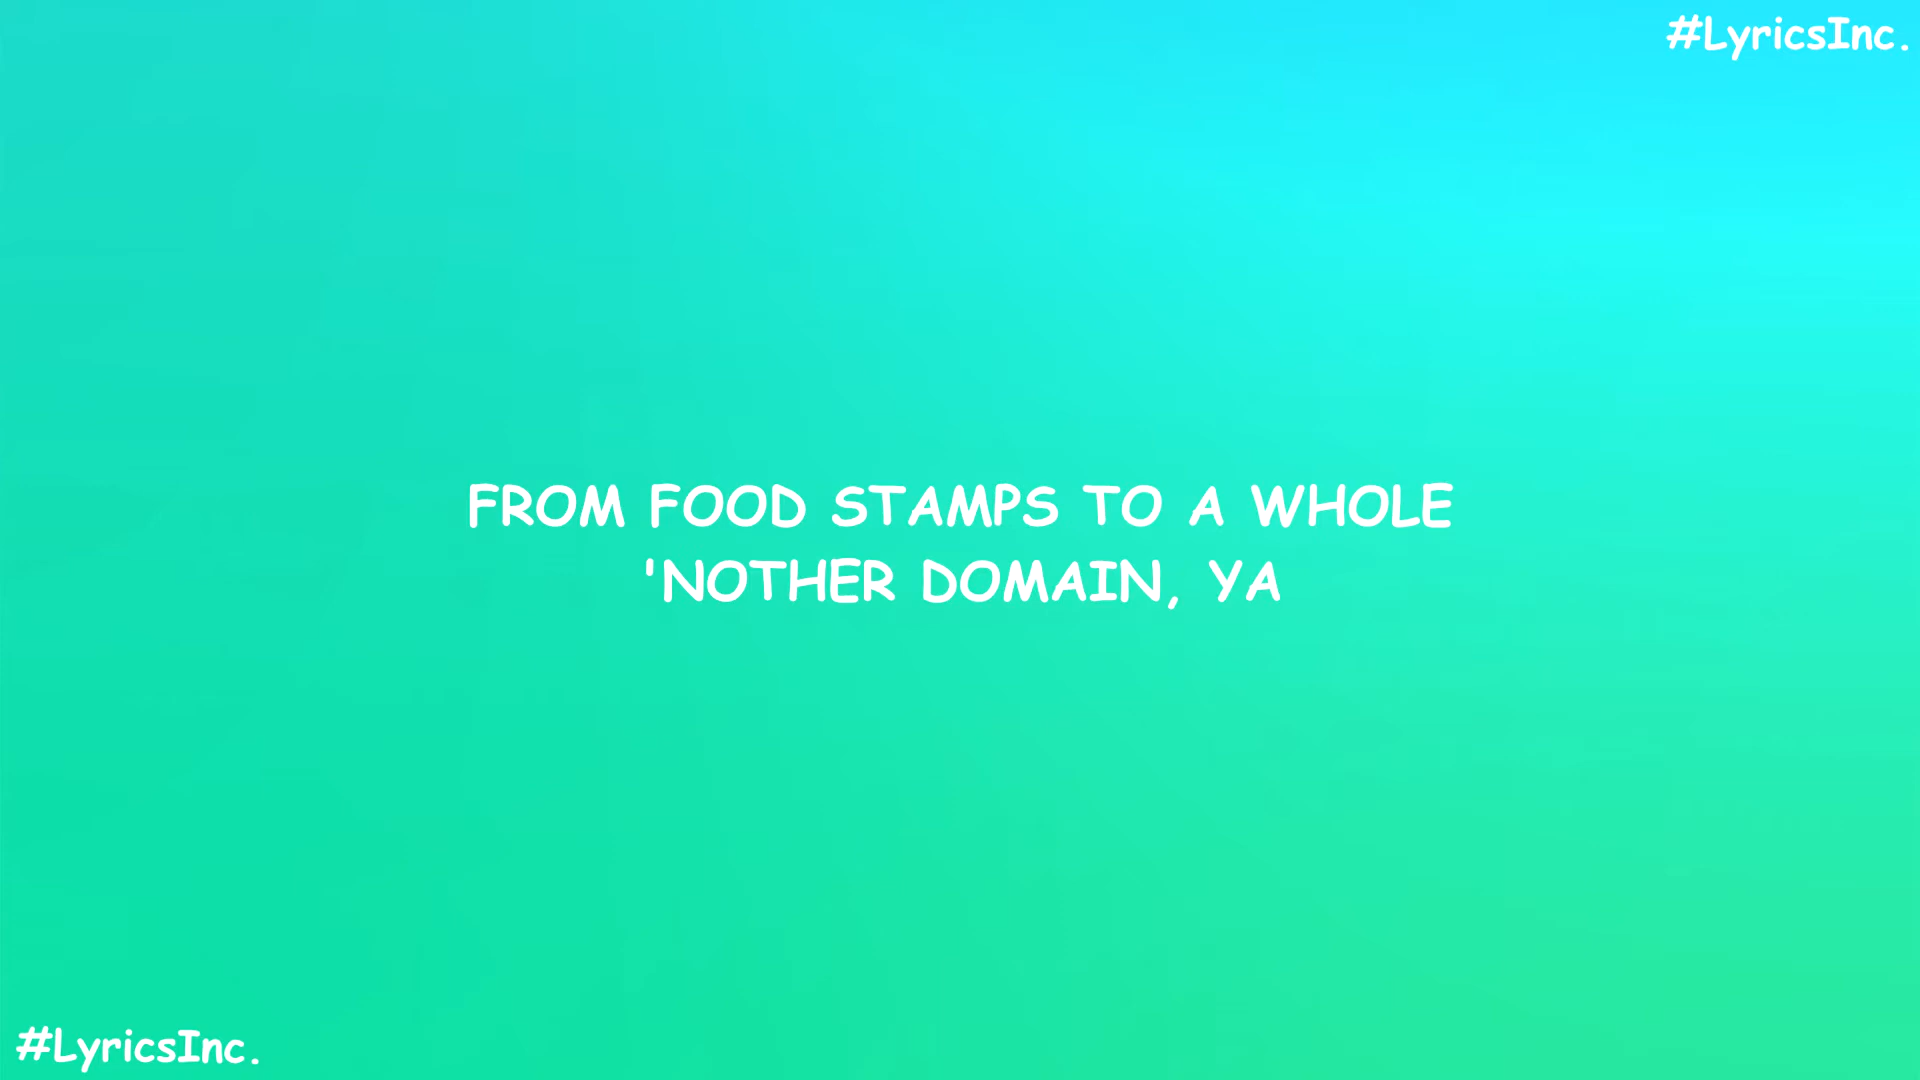 #LyricsInc.
FROM FOOD STAMPS TO A WHOLE
'NOTHER DOMAIN, YA
#LyricsInc.